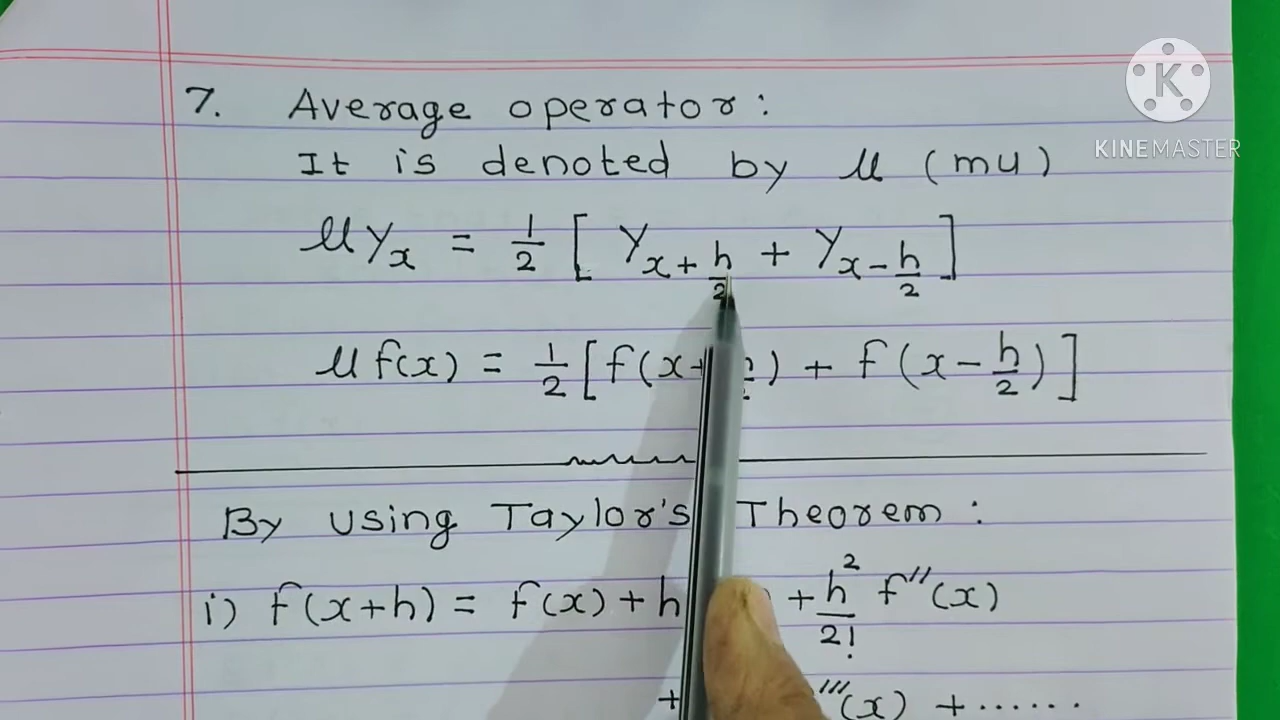 7. Average operator:
It is denoted by μ (mu)
μ yₓ = 1/2 [ y_{x+h/2} + y_{x-h/2} ]
μ f(x) = 1/2 [ f(x+ ) + f(x - h/2) ]
By using Taylor's Theorem :
i) f(x+h) = f(x) + h + h²/2! f''(x)
+ '''(x) + ......
K
KINEMASTER